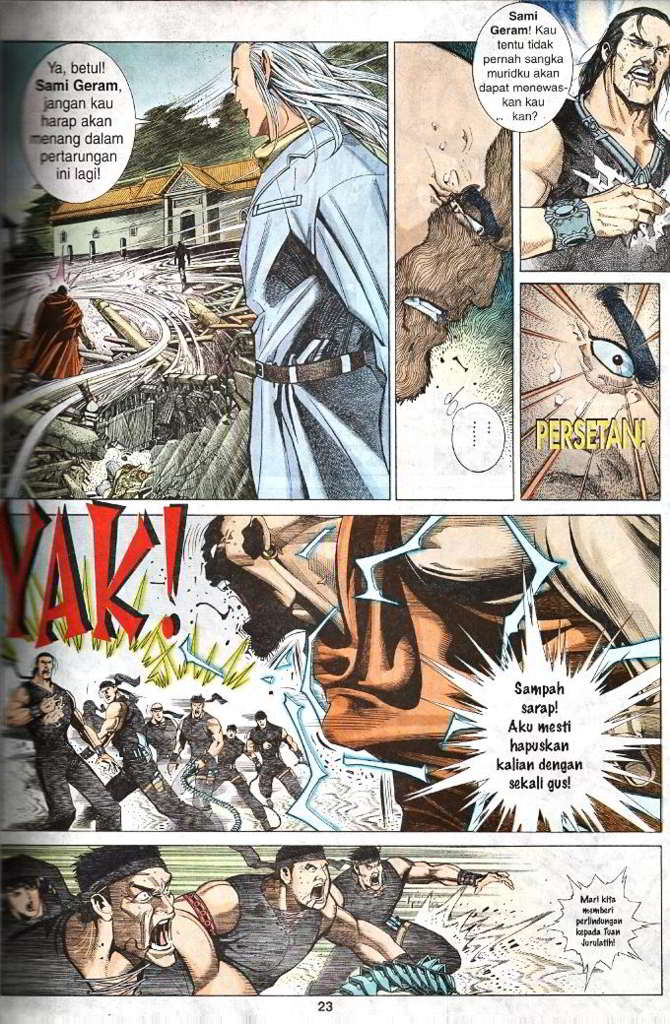 Ya, betul!
Sami Geram,
jangan kau
harap akan
menang dalam
pertarungan
ini lagi!
Sami
Geram! Kau
tentu tidak
pernah sangka
muridku akan
dapat menewas-
kan kau
kan?
...
PERSETAN!
YAK!
Sampah
sarap!
Aku mesti
hapuskan
kalian dengan
sekali gus!
Mari kita
memberi
perlindungan
kepada Tuan
Jurulatih!
23